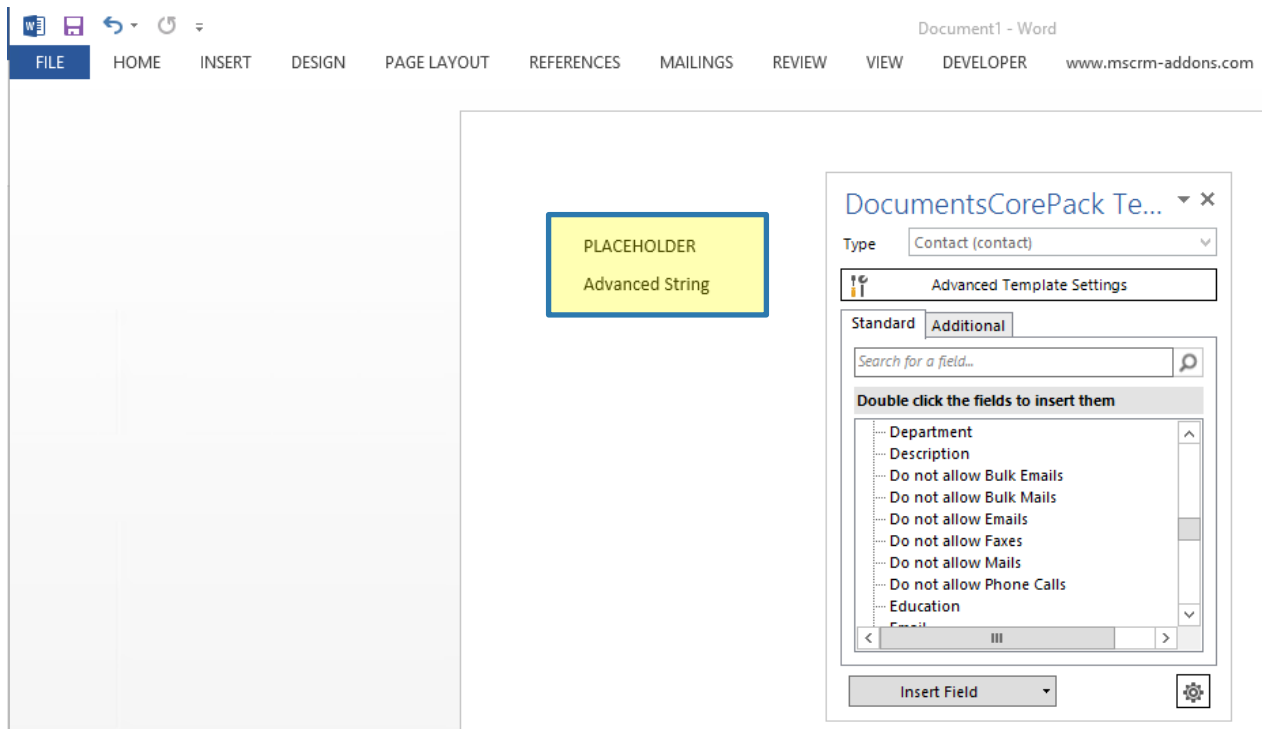 Document1 - Word
FILE HOME INSERT DESIGN PAGE LAYOUT REFERENCES MAILINGS REVIEW VIEW DEVELOPER www.mscrm-addons.com
PLACEHOLDER
Advanced String
DocumentsCorePack Te...
Type Contact (contact)
Advanced Template Settings
Standard Additional
Search for a field...
Double click the fields to insert them
Department
Description
Do not allow Bulk Emails
Do not allow Bulk Mails
Do not allow Emails
Do not allow Faxes
Do not allow Mails
Do not allow Phone Calls
Education
Email
Insert Field